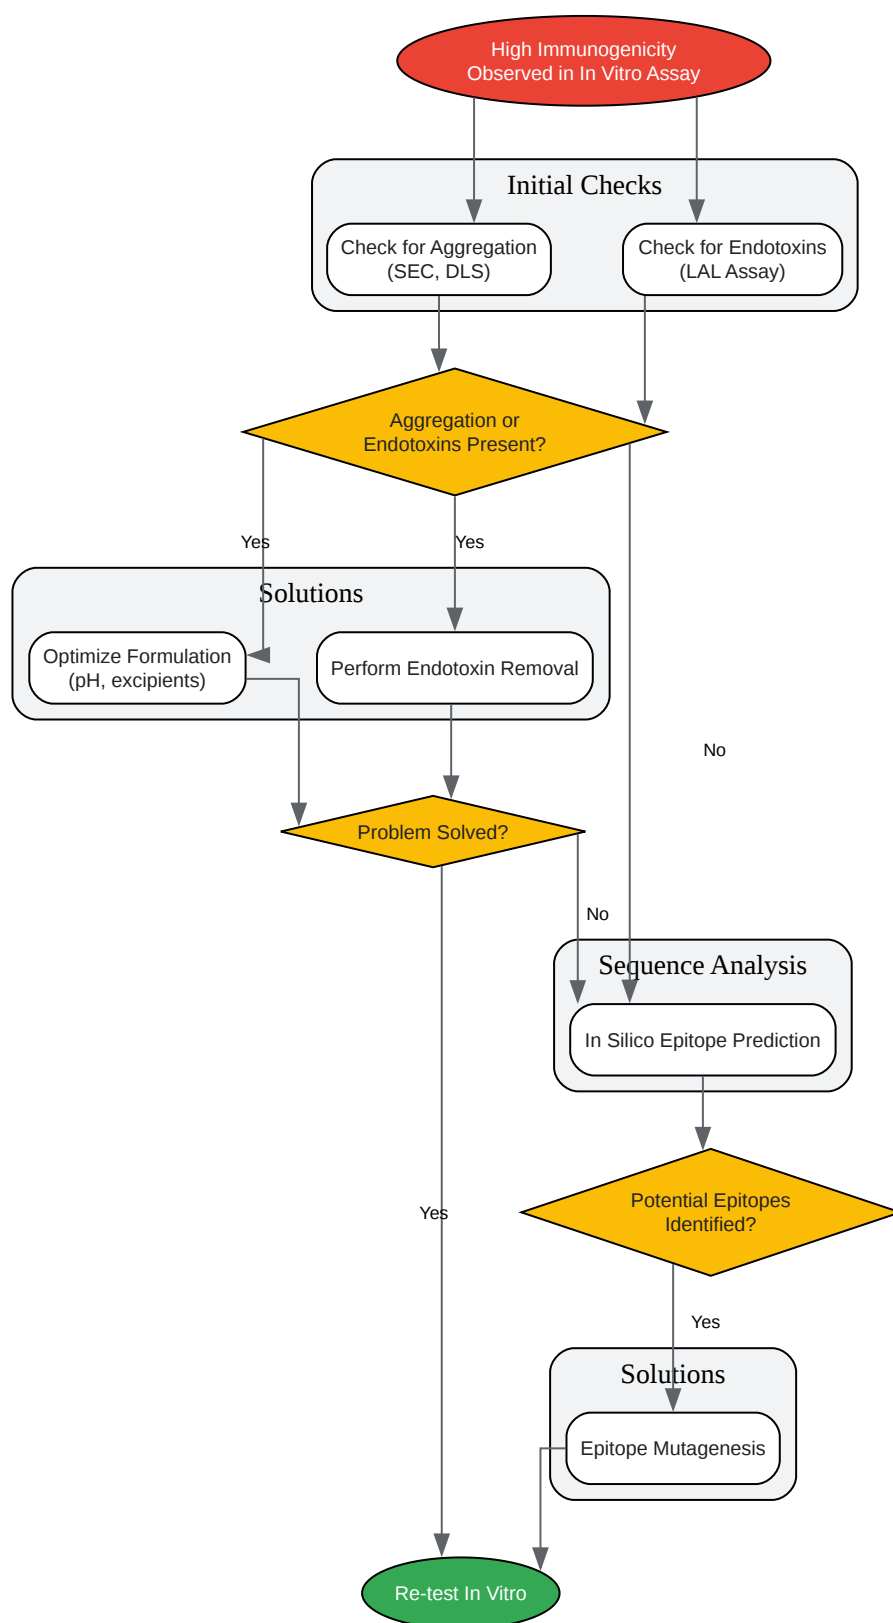 High Immunogenicity
Observed in In Vitro Assay
Initial Checks
Check for Aggregation
(SEC, DLS)
Check for Endotoxins
(LAL Assay)
Aggregation or
Endotoxins Present?
Yes
Yes
Solutions
Optimize Formulation
(pH, excipients)
Perform Endotoxin Removal
No
Problem Solved?
No
Sequence Analysis
In Silico Epitope Prediction
Potential Epitopes
Identified?
Yes
Yes
Solutions
Epitope Mutagenesis
Re-test In Vitro